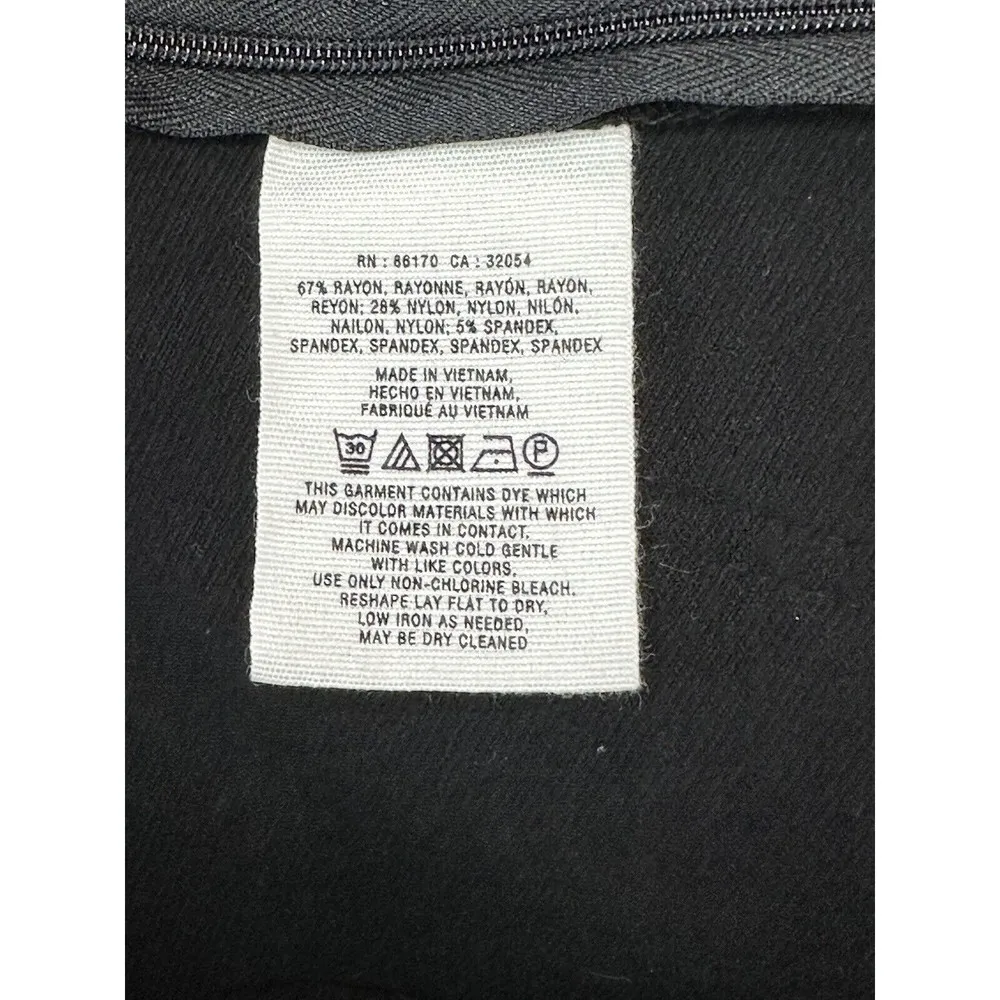 RN : 86170 CA : 32054
67% RAYON, RAYONNE, RAYÓN, RAYON,
REYON; 28% NYLON, NYLON, NILÓN,
NAILON, NYLON; 5% SPANDEX,
SPANDEX, SPANDEX, SPANDEX, SPANDEX
MADE IN VIETNAM,
HECHO EN VIETNAM,
FABRIQUÉ AU VIETNAM
30 P
THIS GARMENT CONTAINS DYE WHICH
MAY DISCOLOR MATERIALS WITH WHICH
IT COMES IN CONTACT.
MACHINE WASH COLD GENTLE
WITH LIKE COLORS,
USE ONLY NON-CHLORINE BLEACH.
RESHAPE LAY FLAT TO DRY,
LOW IRON AS NEEDED,
MAY BE DRY CLEANED